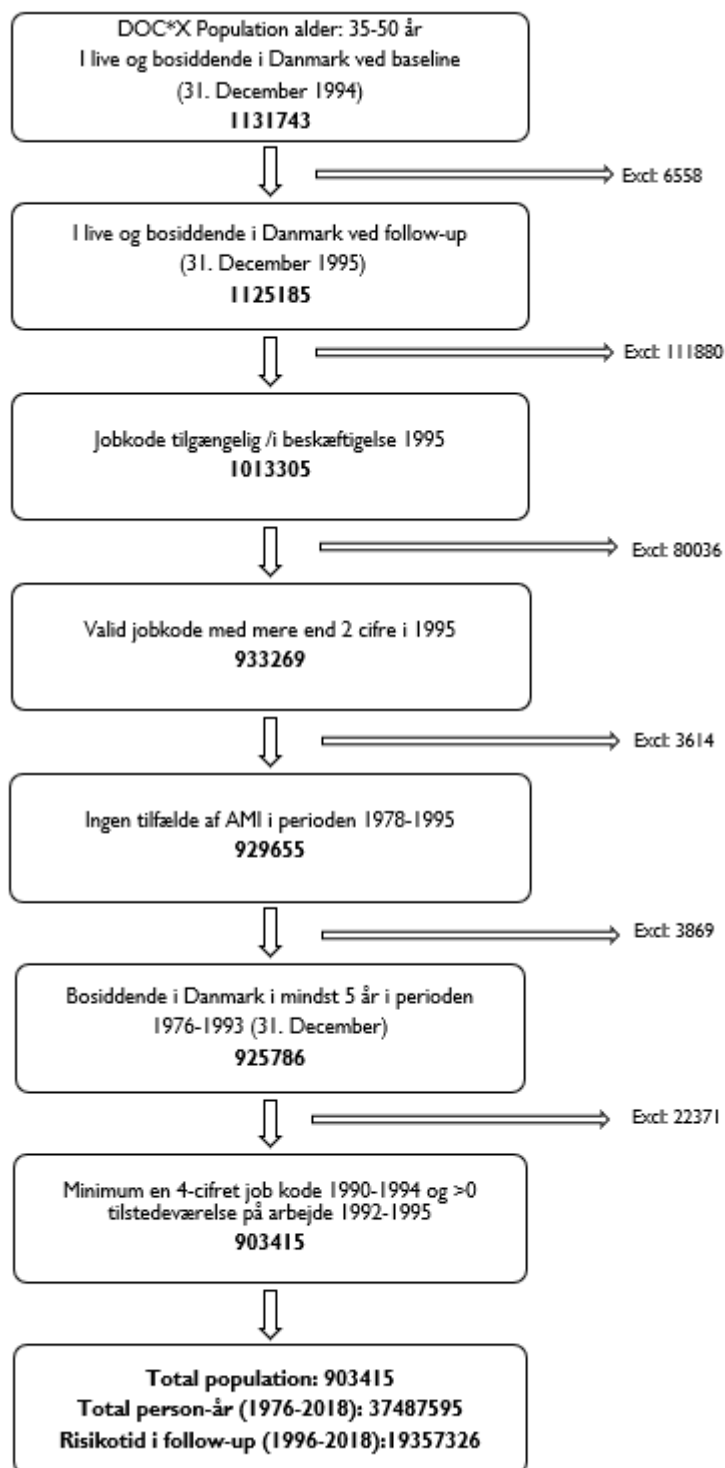 DOC*X Population alder: 35-50 år
I live og bosiddende i Danmark ved baseline
(31. December 1994)
1131743
Excl: 6558
I live og bosiddende i Danmark ved follow-up
(31. December 1995)
1125185
Excl: 111880
Jobkode tilgængelig /i beskæftigelse 1995
1013305
Excl: 80036
Valid jobkode med mere end 2 cifre i 1995
933269
Excl: 3614
Ingen tilfælde af AMI i perioden 1978-1995
929655
Excl: 3869
Bosiddende i Danmark i mindst 5 år i perioden
1976-1993 (31. December)
925786
Excl: 22371
Minimum en 4-cifret job kode 1990-1994 og >0
tilstedeværelse på arbejde 1992-1995
903415
Total population: 903415
Total person-år (1976-2018): 37487595
Risikotid i follow-up (1996-2018):19357326